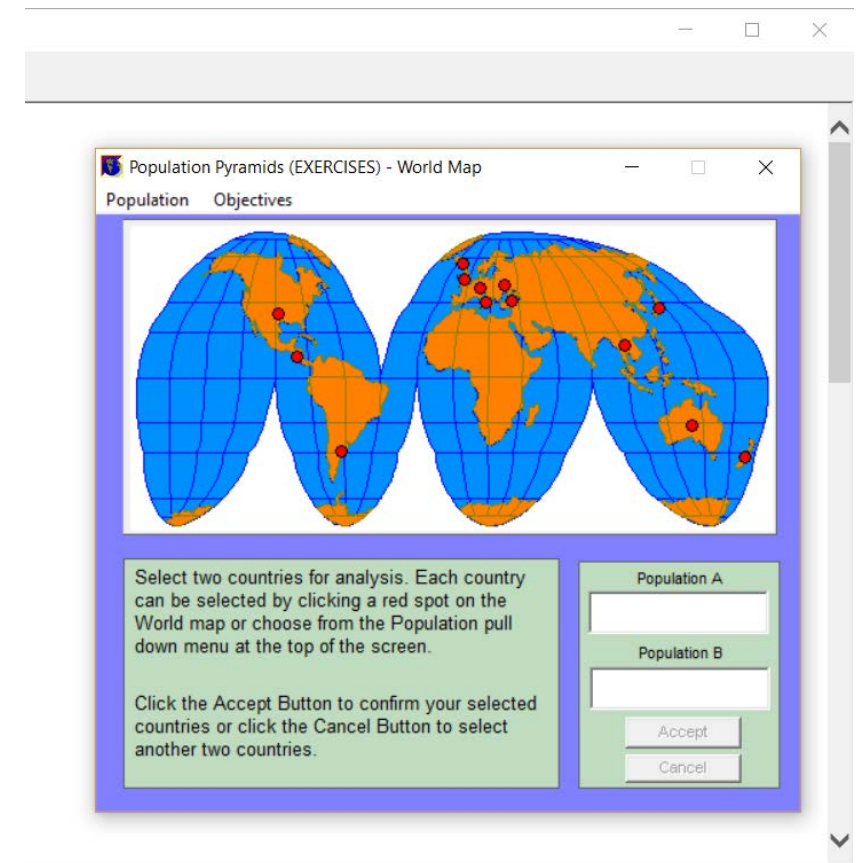 Population Pyramids (EXERCISES) - World Map
Population Objectives
Select two countries for analysis. Each country
can be selected by clicking a red spot on the
World map or choose from the Population pull
down menu at the top of the screen.
Click the Accept Button to confirm your selected
countries or click the Cancel Button to select
another two countries.
Population A
Population B
Accept
Cancel